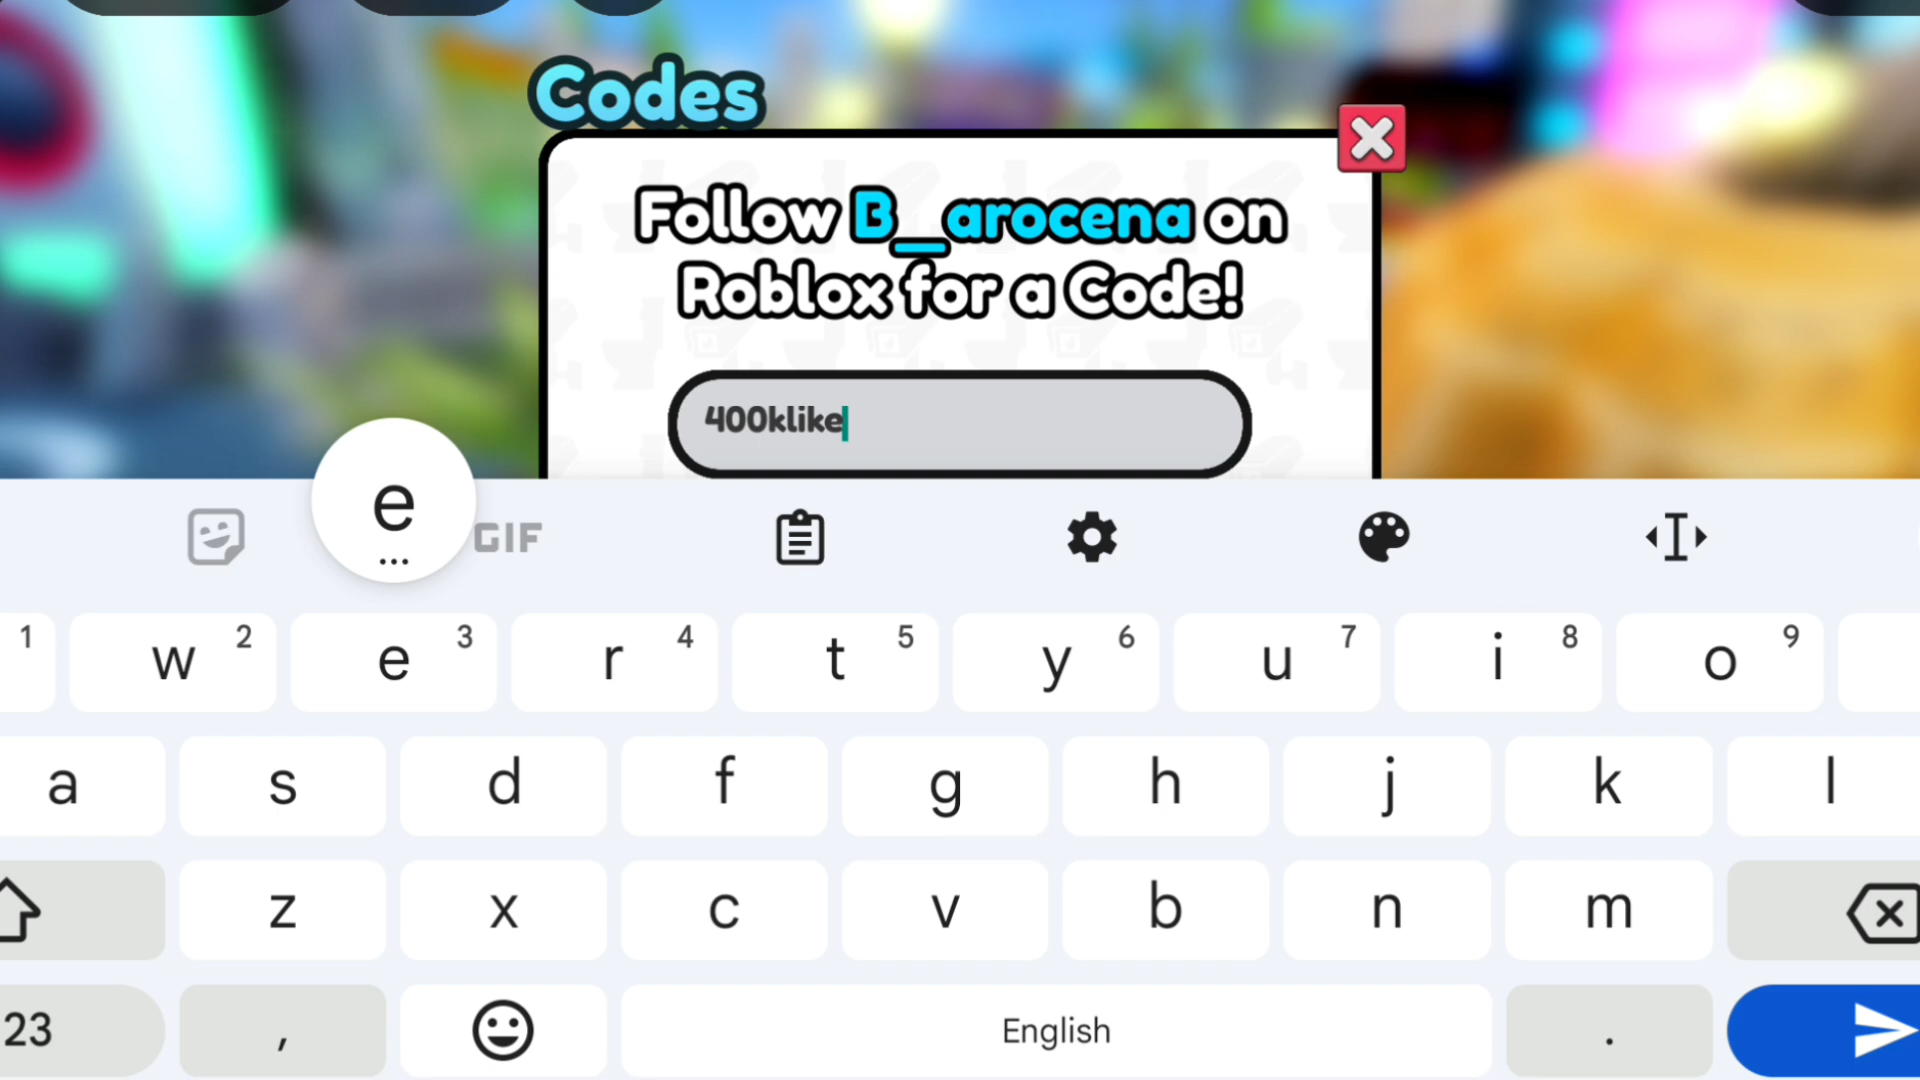 Codes
Follow B__arocena on
Roblox for a Code!
400klike
e
...
GIF
1 w 2 e 3 r 4 t 5 y 6 u 7 i 8 o 9
a s d f g h j k l
z x c v b n m
23 , English .